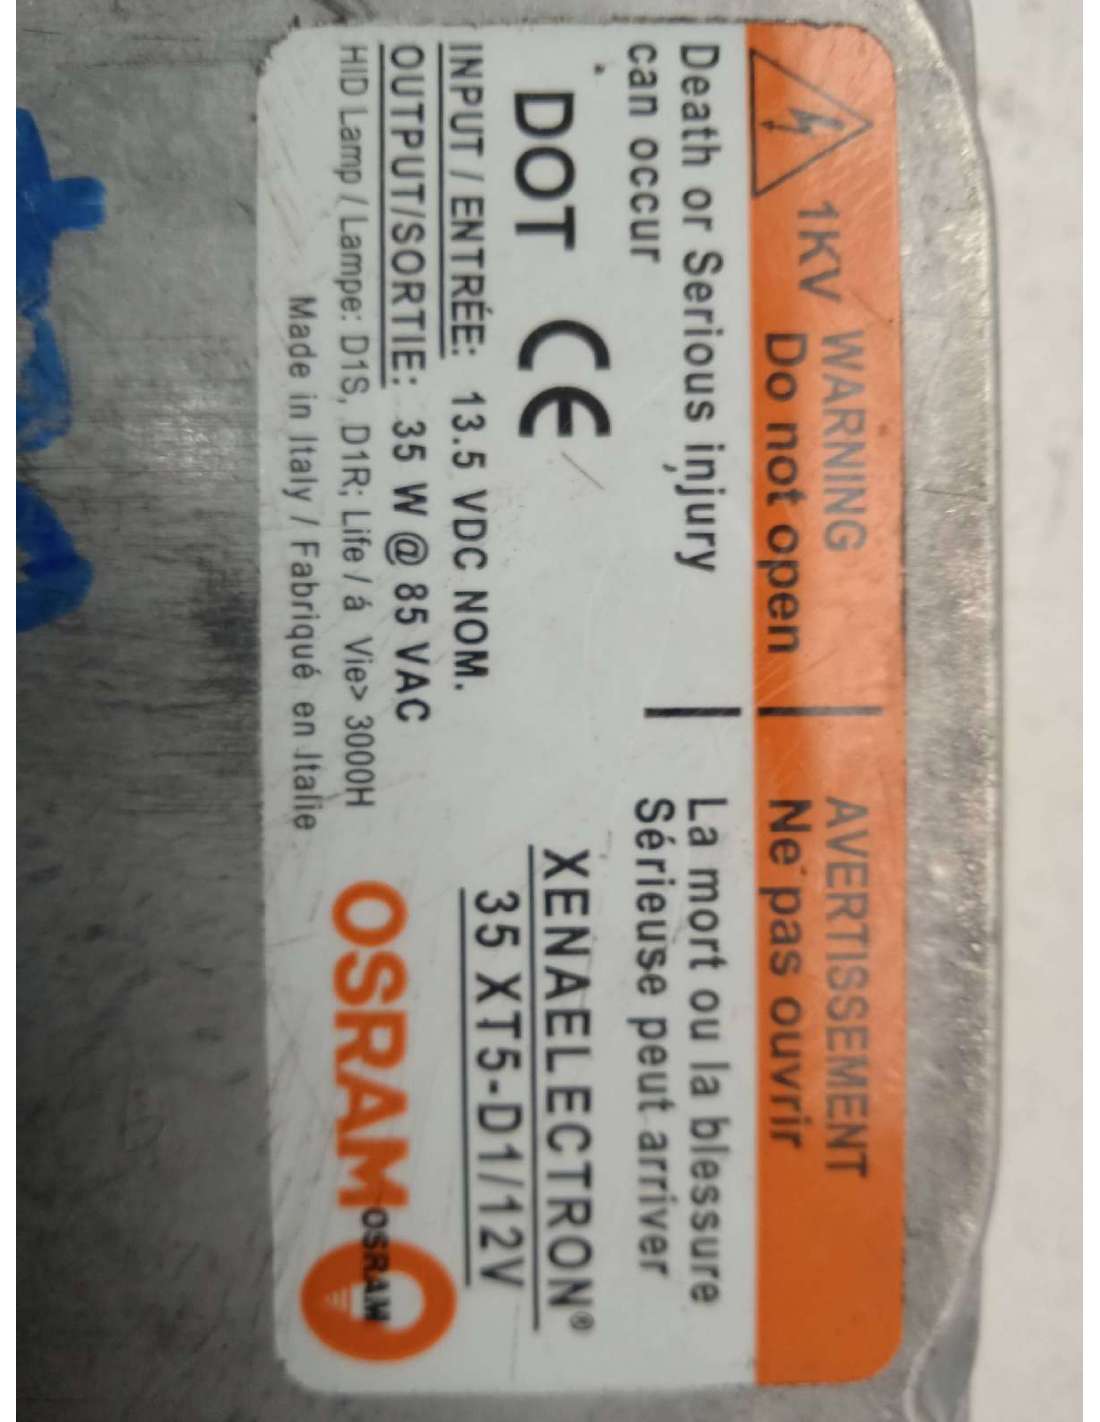 1KV WARNING
Do not open
AVERTISSEMENT
Ne pas ouvrir
Death or Serious injury
can occur
La mort ou la blessure
Sérieuse peut arriver
DOT CE
XENAELECTRON®
35 XT5-D1/12V
INPUT / ENTRÉE: 13.5 VDC NOM.
OUTPUT/SORTIE: 35 W @ 85 VAC
HID Lamp / Lampe: D1S, D1R; Life / á Vie> 3000H
Made in Italy / Fabriqué en Italie
OSRAM
OSRAM